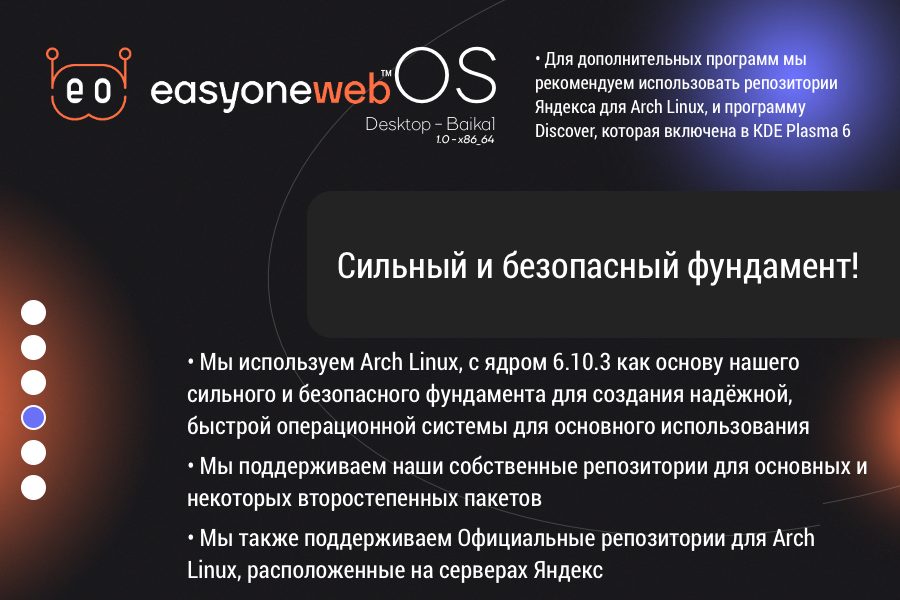 eo easyoneweb™OS
Desktop - Baikal
1.0 - x86_64
• Для дополнительных программ мы
рекомендуем использовать репозитории
Яндекса для Arch Linux, и программу
Discover, которая включена в KDE Plasma 6
Сильный и безопасный фундамент!
• Мы используем Arch Linux, с ядром 6.10.3 как основу нашего
сильного и безопасного фундамента для создания надёжной,
быстрой операционной системы для основного использования
• Мы поддерживаем наши собственные репозитории для основных и
некоторых второстепенных пакетов
• Мы также поддерживаем Официальные репозитории для Arch
Linux, расположенные на серверах Яндекс